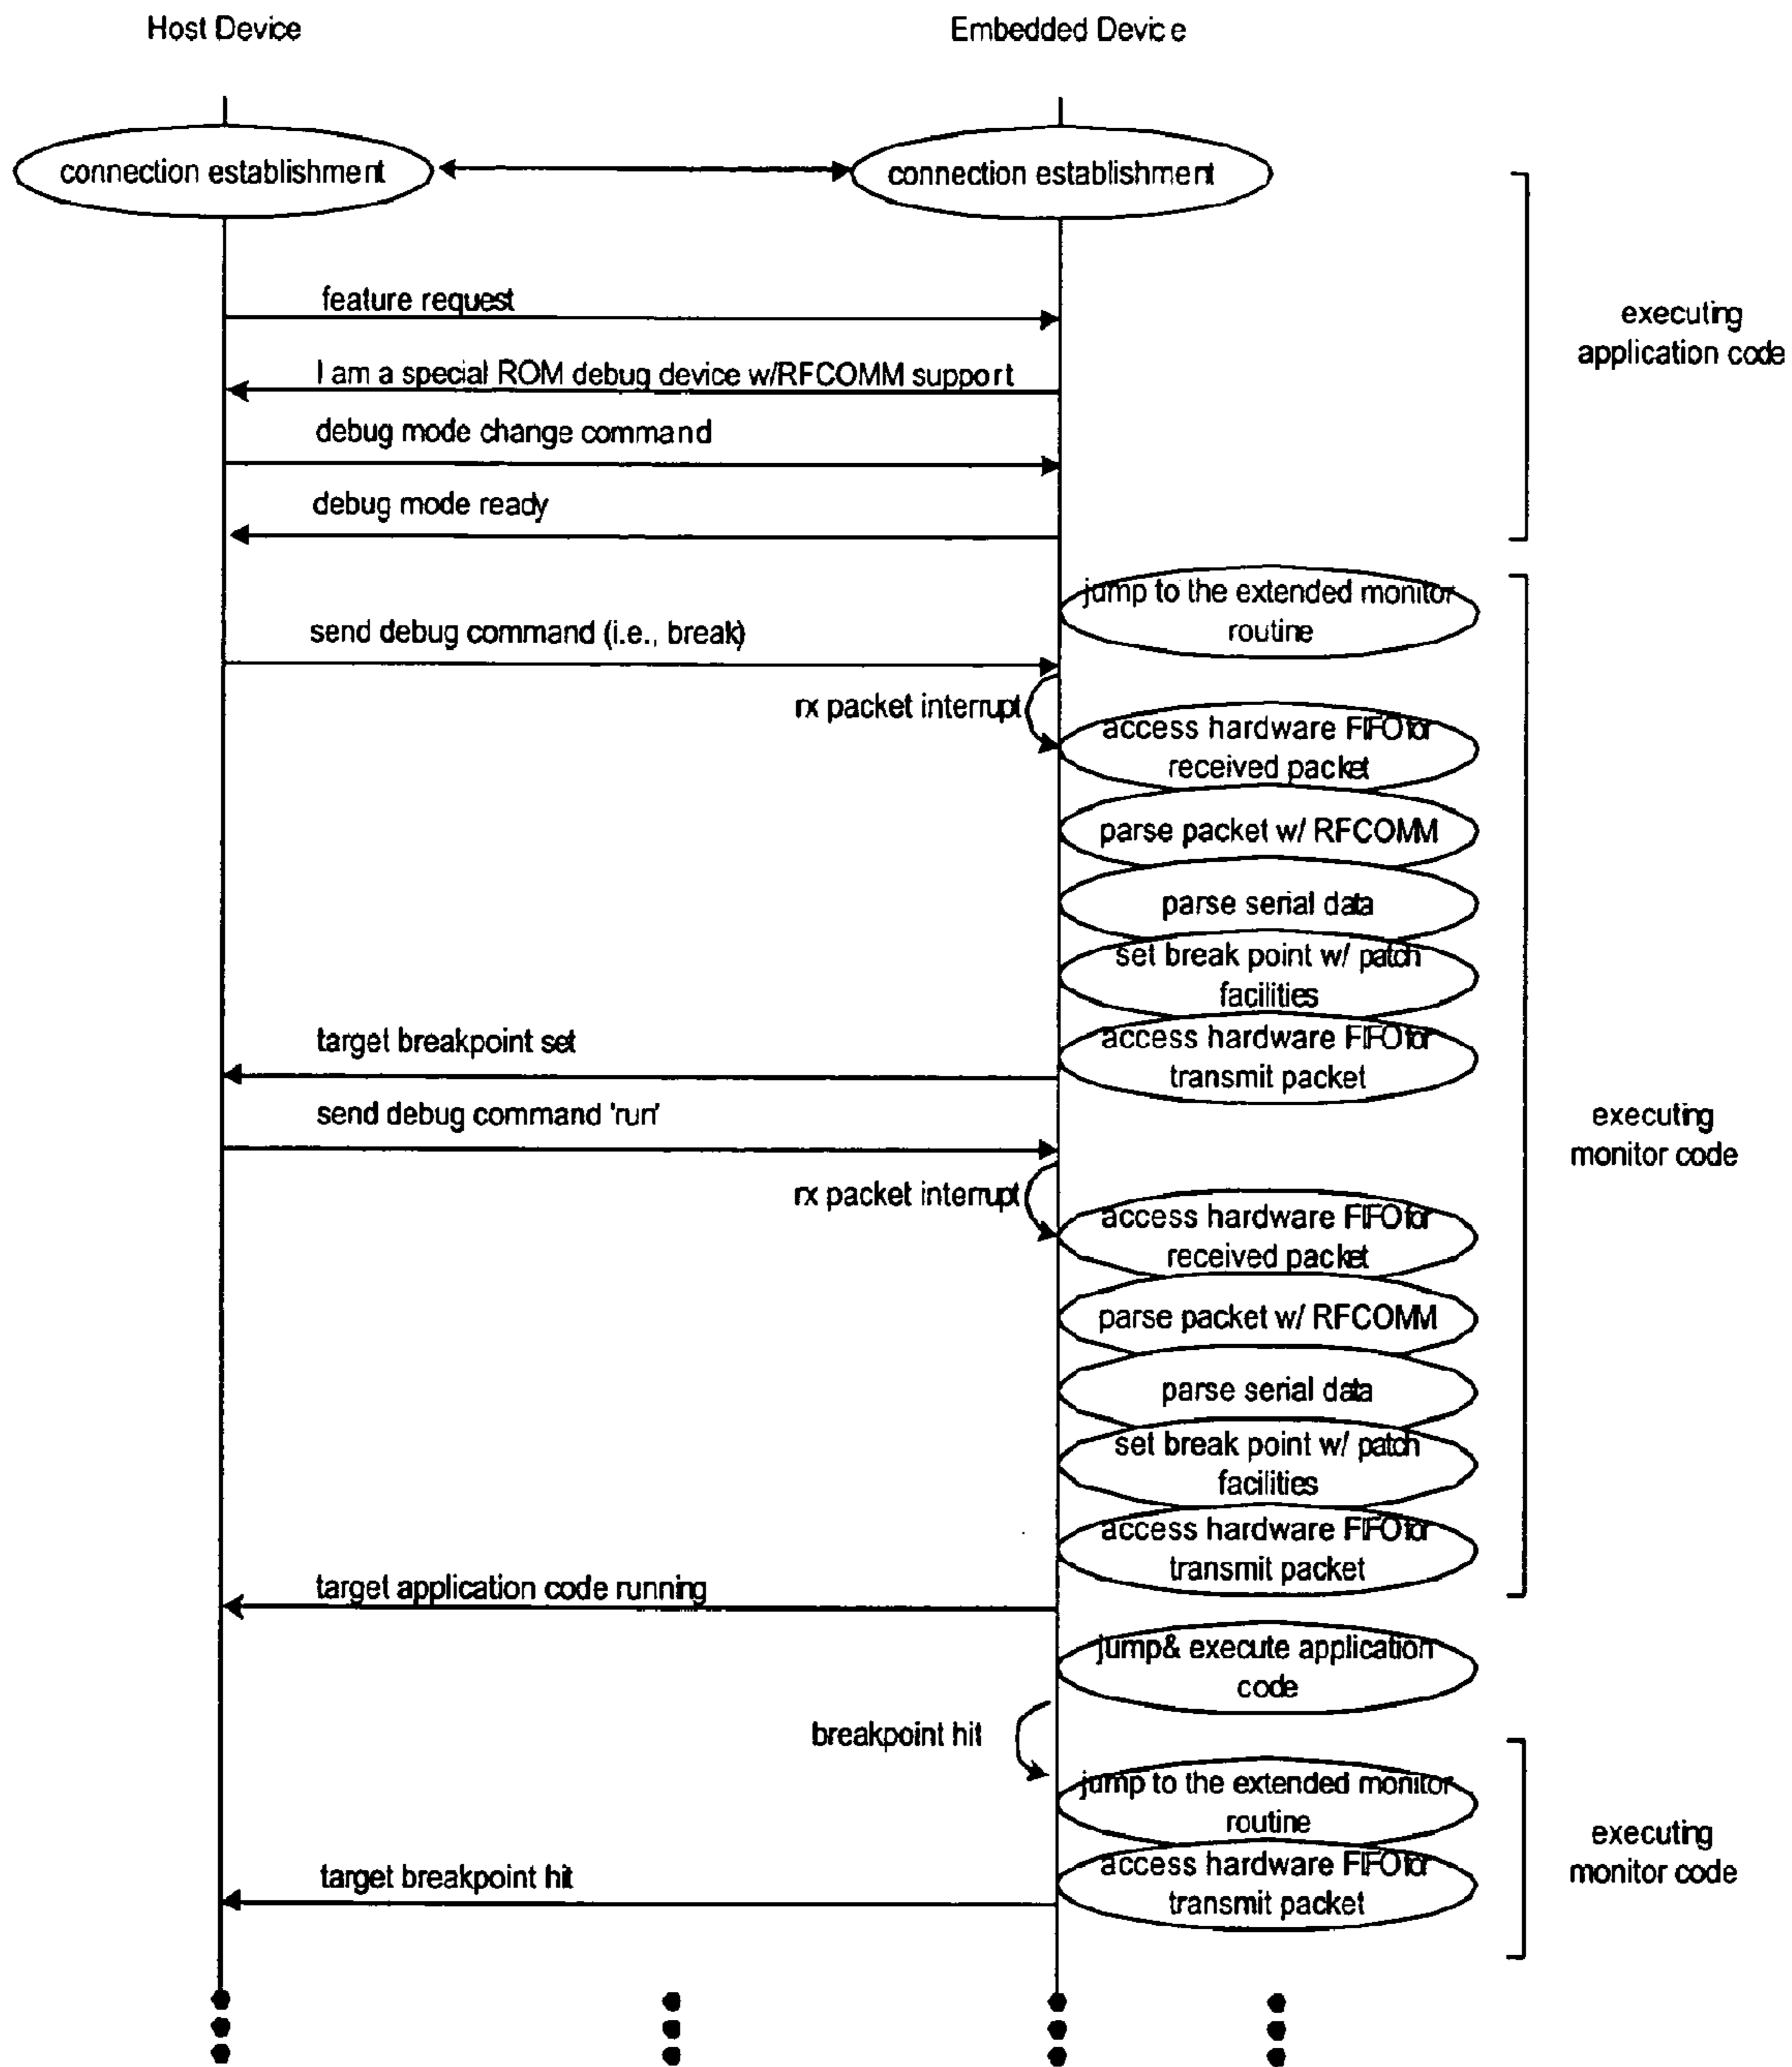 Host Device
Embedded Device
connection establishment
connection establishment
feature request
executing
application code
I am a special ROM debug device w/RFCOMM support
debug mode change command
debug mode ready
jump to the extended monitor
routine
send debug command (i.e., break)
rx packet interrupt
access hardware FIFO for
received packet
parse packet w/ RFCOMM
parse serial data
set break point w/ patch
facilities
target breakpoint set
access hardware FIFO for
transmit packet
send debug command 'run'
executing
monitor code
rx packet interrupt
access hardware FIFO for
received packet
parse packet w/ RFCOMM
parse serial data
set break point w/ patch
facilities
access hardware FIFO for
transmit packet
target application code running
jump& execute application
code
breakpoint hit
jump to the extended monitor
routine
executing
monitor code
target breakpoint hit
access hardware FIFO for
transmit packet